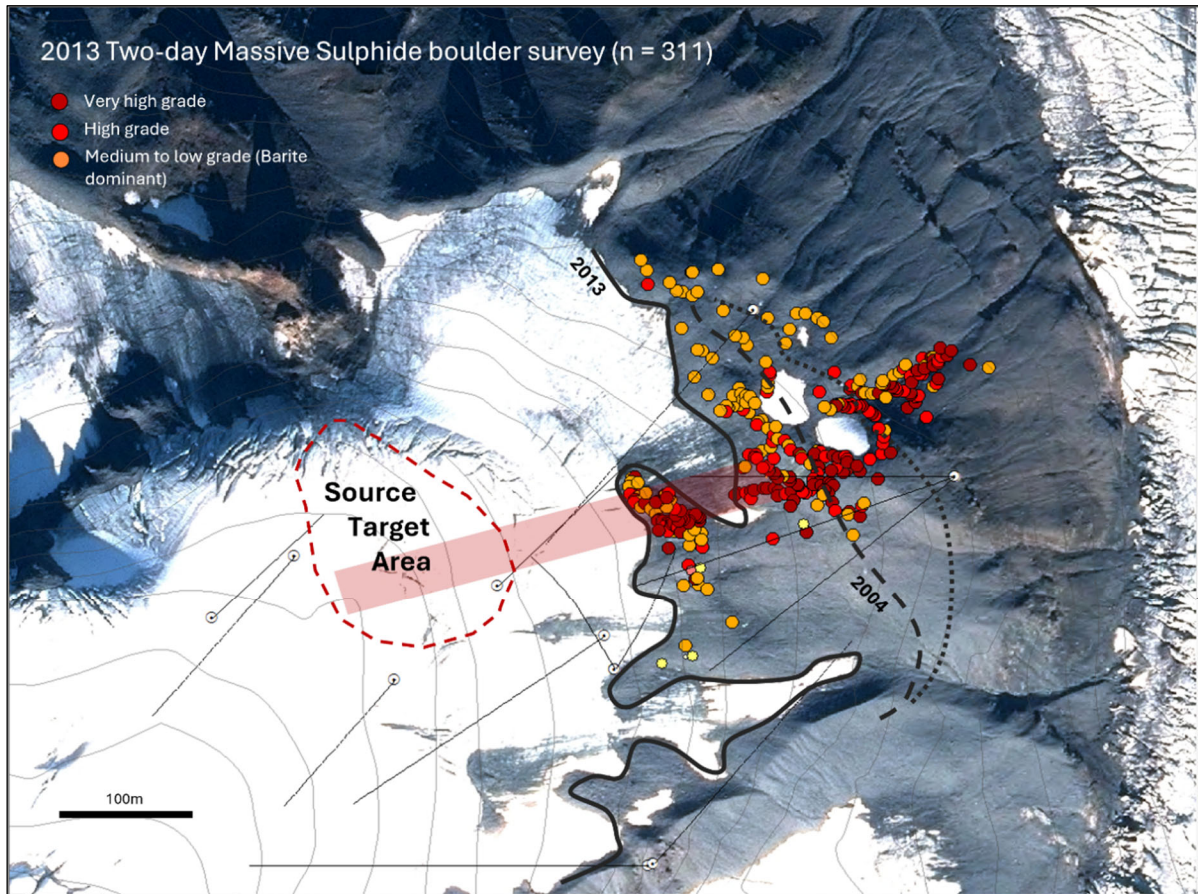 2013 Two-day Massive Sulphide boulder survey (n = 311)
Very high grade
High grade
Medium to low grade (Barite
dominant)
2013
Source
Target
Area
2004
100m